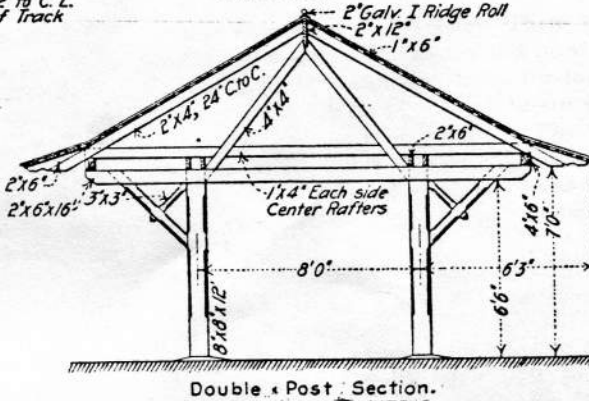 2 to C. L.
f Track
2" Galv. I Ridge Roll
2"x12"
1"x6"
2"x4", 24" C.to C.
4"x4"
2"x6"
2"x6"
2"x6"x16'
3"x3"
1"x4" Each side
Center Rafters
4"x6"
7'0"
8'0"
6'3"
6'6"
8"x8"x12'
Double Post Section.